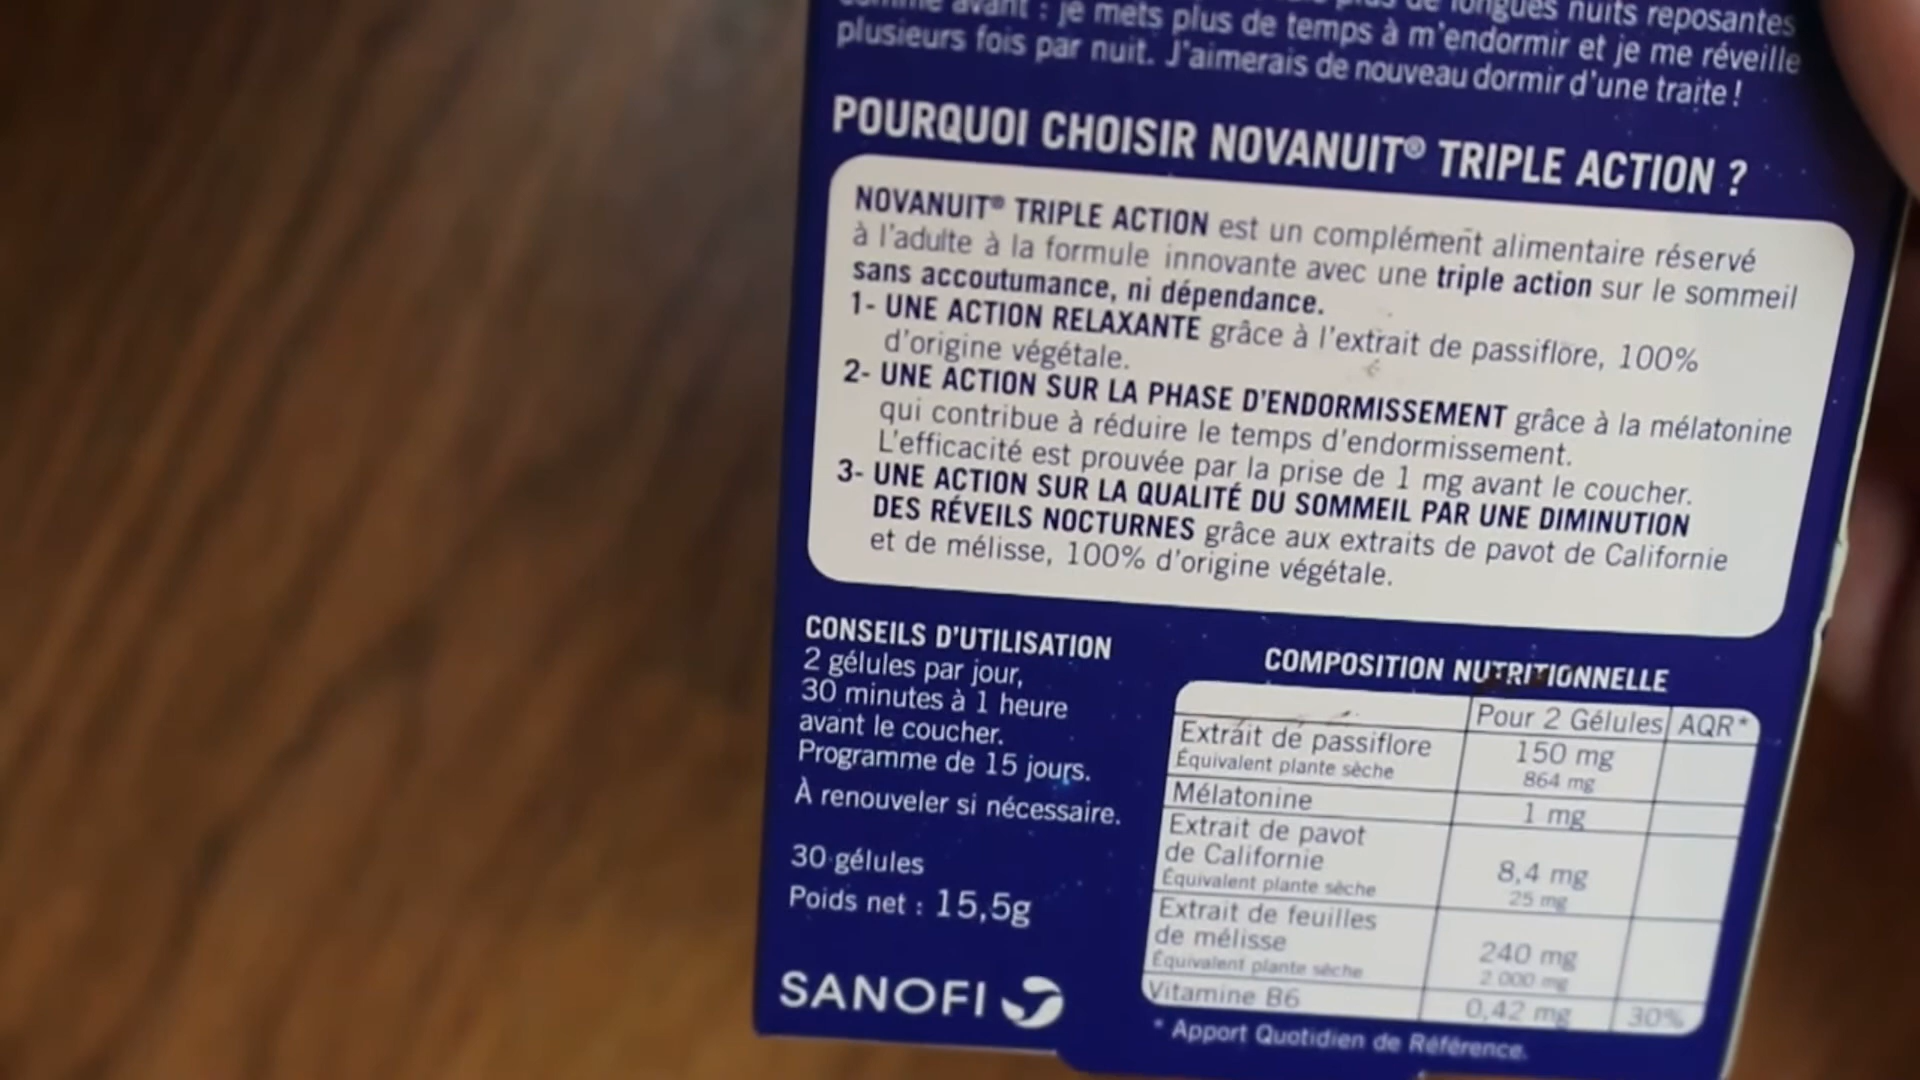 longues nuits reposantes
comme avant : je mets plus de temps à m'endormir et je me réveille
plusieurs fois par nuit. J'aimerais de nouveau dormir d'une traite !
POURQUOI CHOISIR NOVANUIT® TRIPLE ACTION ?
NOVANUIT® TRIPLE ACTION est un complément alimentaire réservé
à l'adulte à la formule innovante avec une triple action sur le sommeil
sans accoutumance, ni dépendance.
1- UNE ACTION RELAXANTE grâce à l'extrait de passiflore, 100%
d'origine végétale.
2- UNE ACTION SUR LA PHASE D'ENDORMISSEMENT grâce à la mélatonine
qui contribue à réduire le temps d'endormissement.
L'efficacité est prouvée par la prise de 1 mg avant le coucher.
3- UNE ACTION SUR LA QUALITÉ DU SOMMEIL PAR UNE DIMINUTION
DES RÉVEILS NOCTURNES grâce aux extraits de pavot de Californie
et de mélisse, 100% d'origine végétale.
CONSEILS D'UTILISATION
2 gélules par jour,
30 minutes à 1 heure
avant le coucher.
Programme de 15 jours.
À renouveler si nécessaire.
30 gélules
Poids net : 15,5g
SANOFI
COMPOSITION NUTRITIONNELLE
Pour 2 Gélules AQR*
Extrait de passiflore 150 mg
Équivalent plante sèche 864 mg
Mélatonine 1 mg
Extrait de pavot
de Californie 8,4 mg
Équivalent plante sèche 25 mg
Extrait de feuilles
de mélisse 240 mg
Équivalent plante sèche 2 000 mg
Vitamine B6 0,42 mg 30%
* Apport Quotidien de Référence.